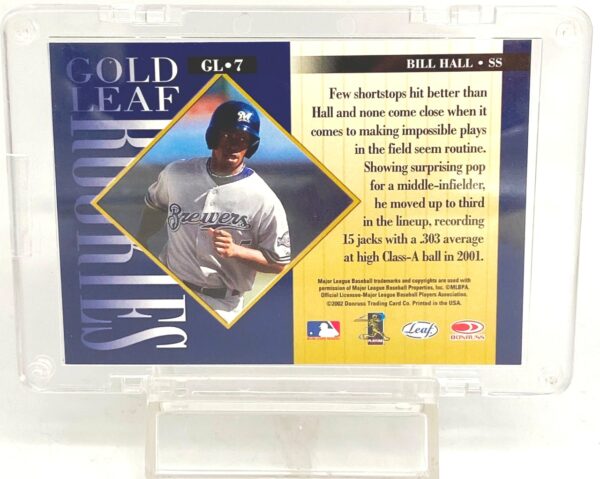 GOLD
LEAF
ROOKIES
GL • 7
BILL HALL • SS
M
Brewers
Few shortstops hit better than
Hall and none come close when it
comes to making impossible plays
in the field seem routine.
Showing surprising pop
for a middle-infielder,
he moved up to third
in the lineup, recording
15 jacks with a .303 average
at high Class-A ball in 2001.
Major League Baseball trademarks and copyrights are used with
permission of Major League Baseball Properties, Inc. ©MLBPA.
Official Licensee-Major League Baseball Players Association.
©2002 Donruss Trading Card Co. Printed in the USA.
Leaf
DONRUSS